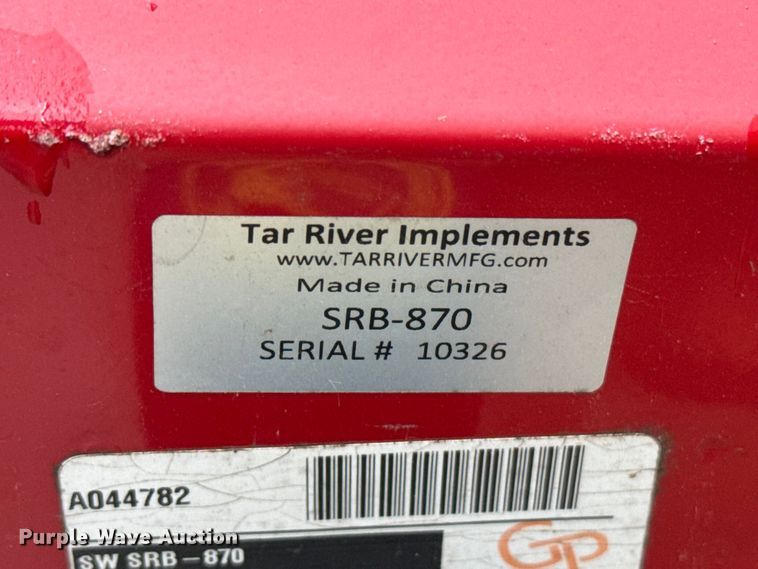 Tar River Implements
www.TARRIVERMFG.com
Made in China
SRB-870
SERIAL # 10326
A044782
GP
Purple Wave Auction
SW SRB-870